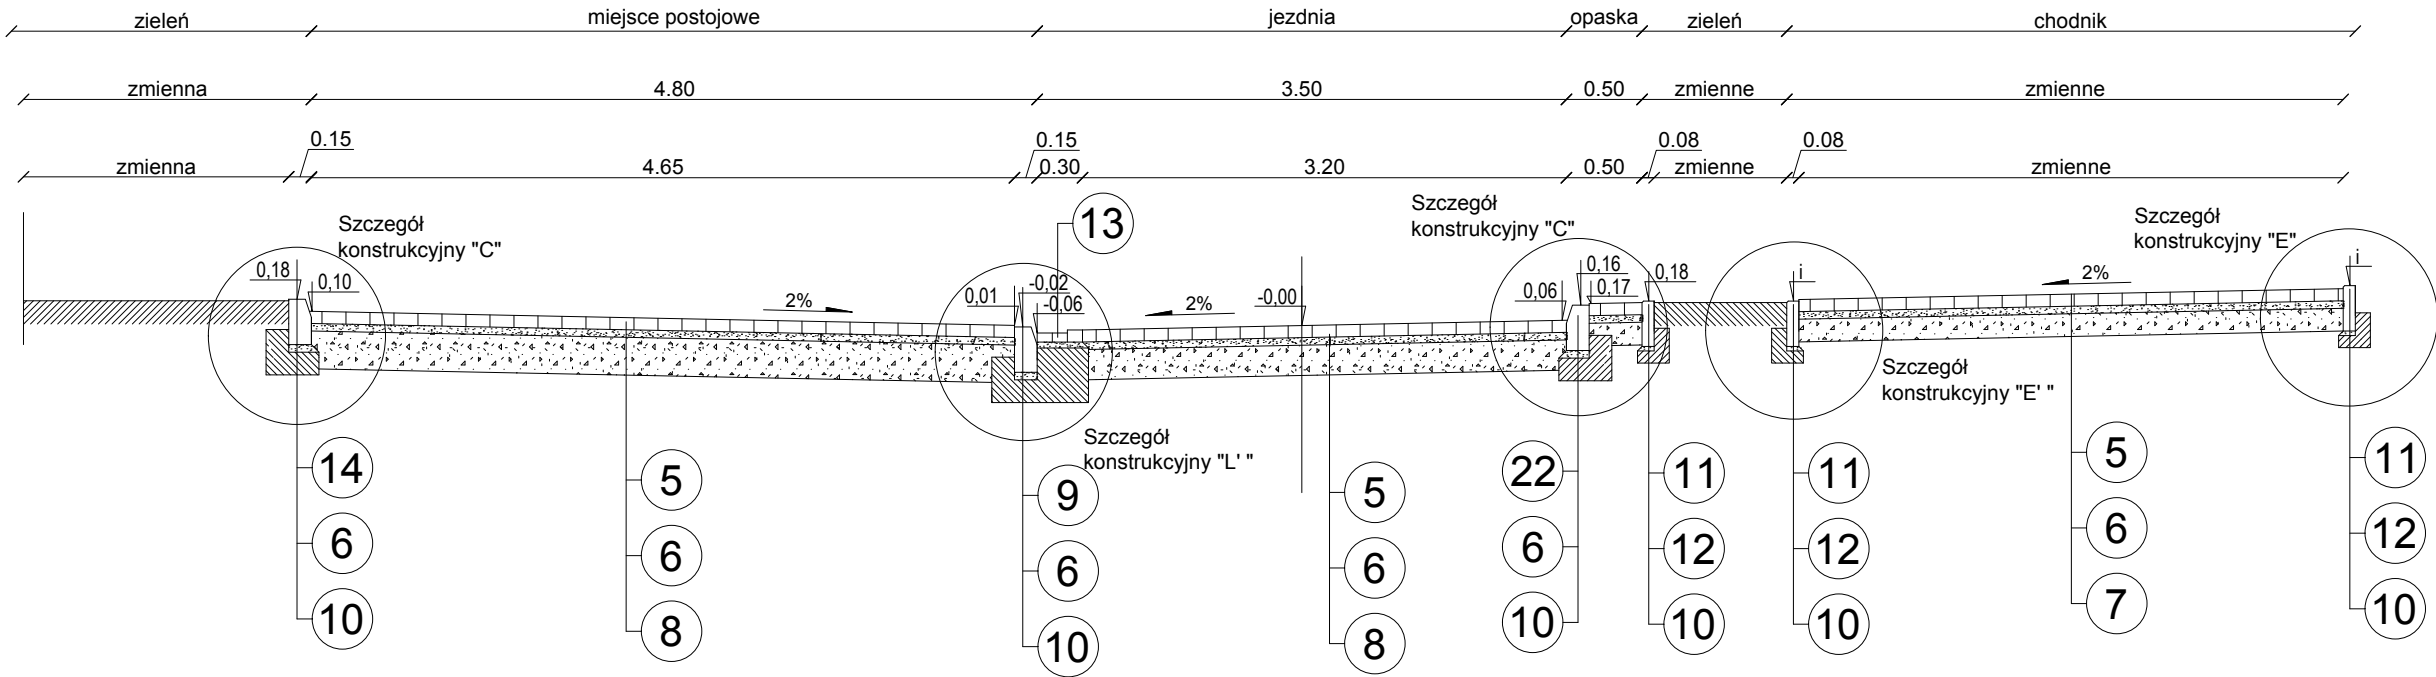 zieleń miejsce postojowe jezdnia opaska zieleń chodnik
zmienna 4.80 3.50 0.50 zmienne zmienne
0.15 0.15 0.08 0.08
zmienna 4.65 0.30 3.20 0.50 zmienne zmienne
Szczegół
konstrukcyjny "C"
13
Szczegół
konstrukcyjny "C"
Szczegół
konstrukcyjny "E"
0,18 0,10 2% 0,01 -0,02 -0,06 2% -0,00 0,06 0,16 0,17 0,18 i 2% i
Szczegół
konstrukcyjny "L' "
Szczegół
konstrukcyjny "E' "
14
6
10
5
6
8
9
6
10
5
6
8
22
6
10
11
12
10
11
12
10
5
6
7
11
12
10